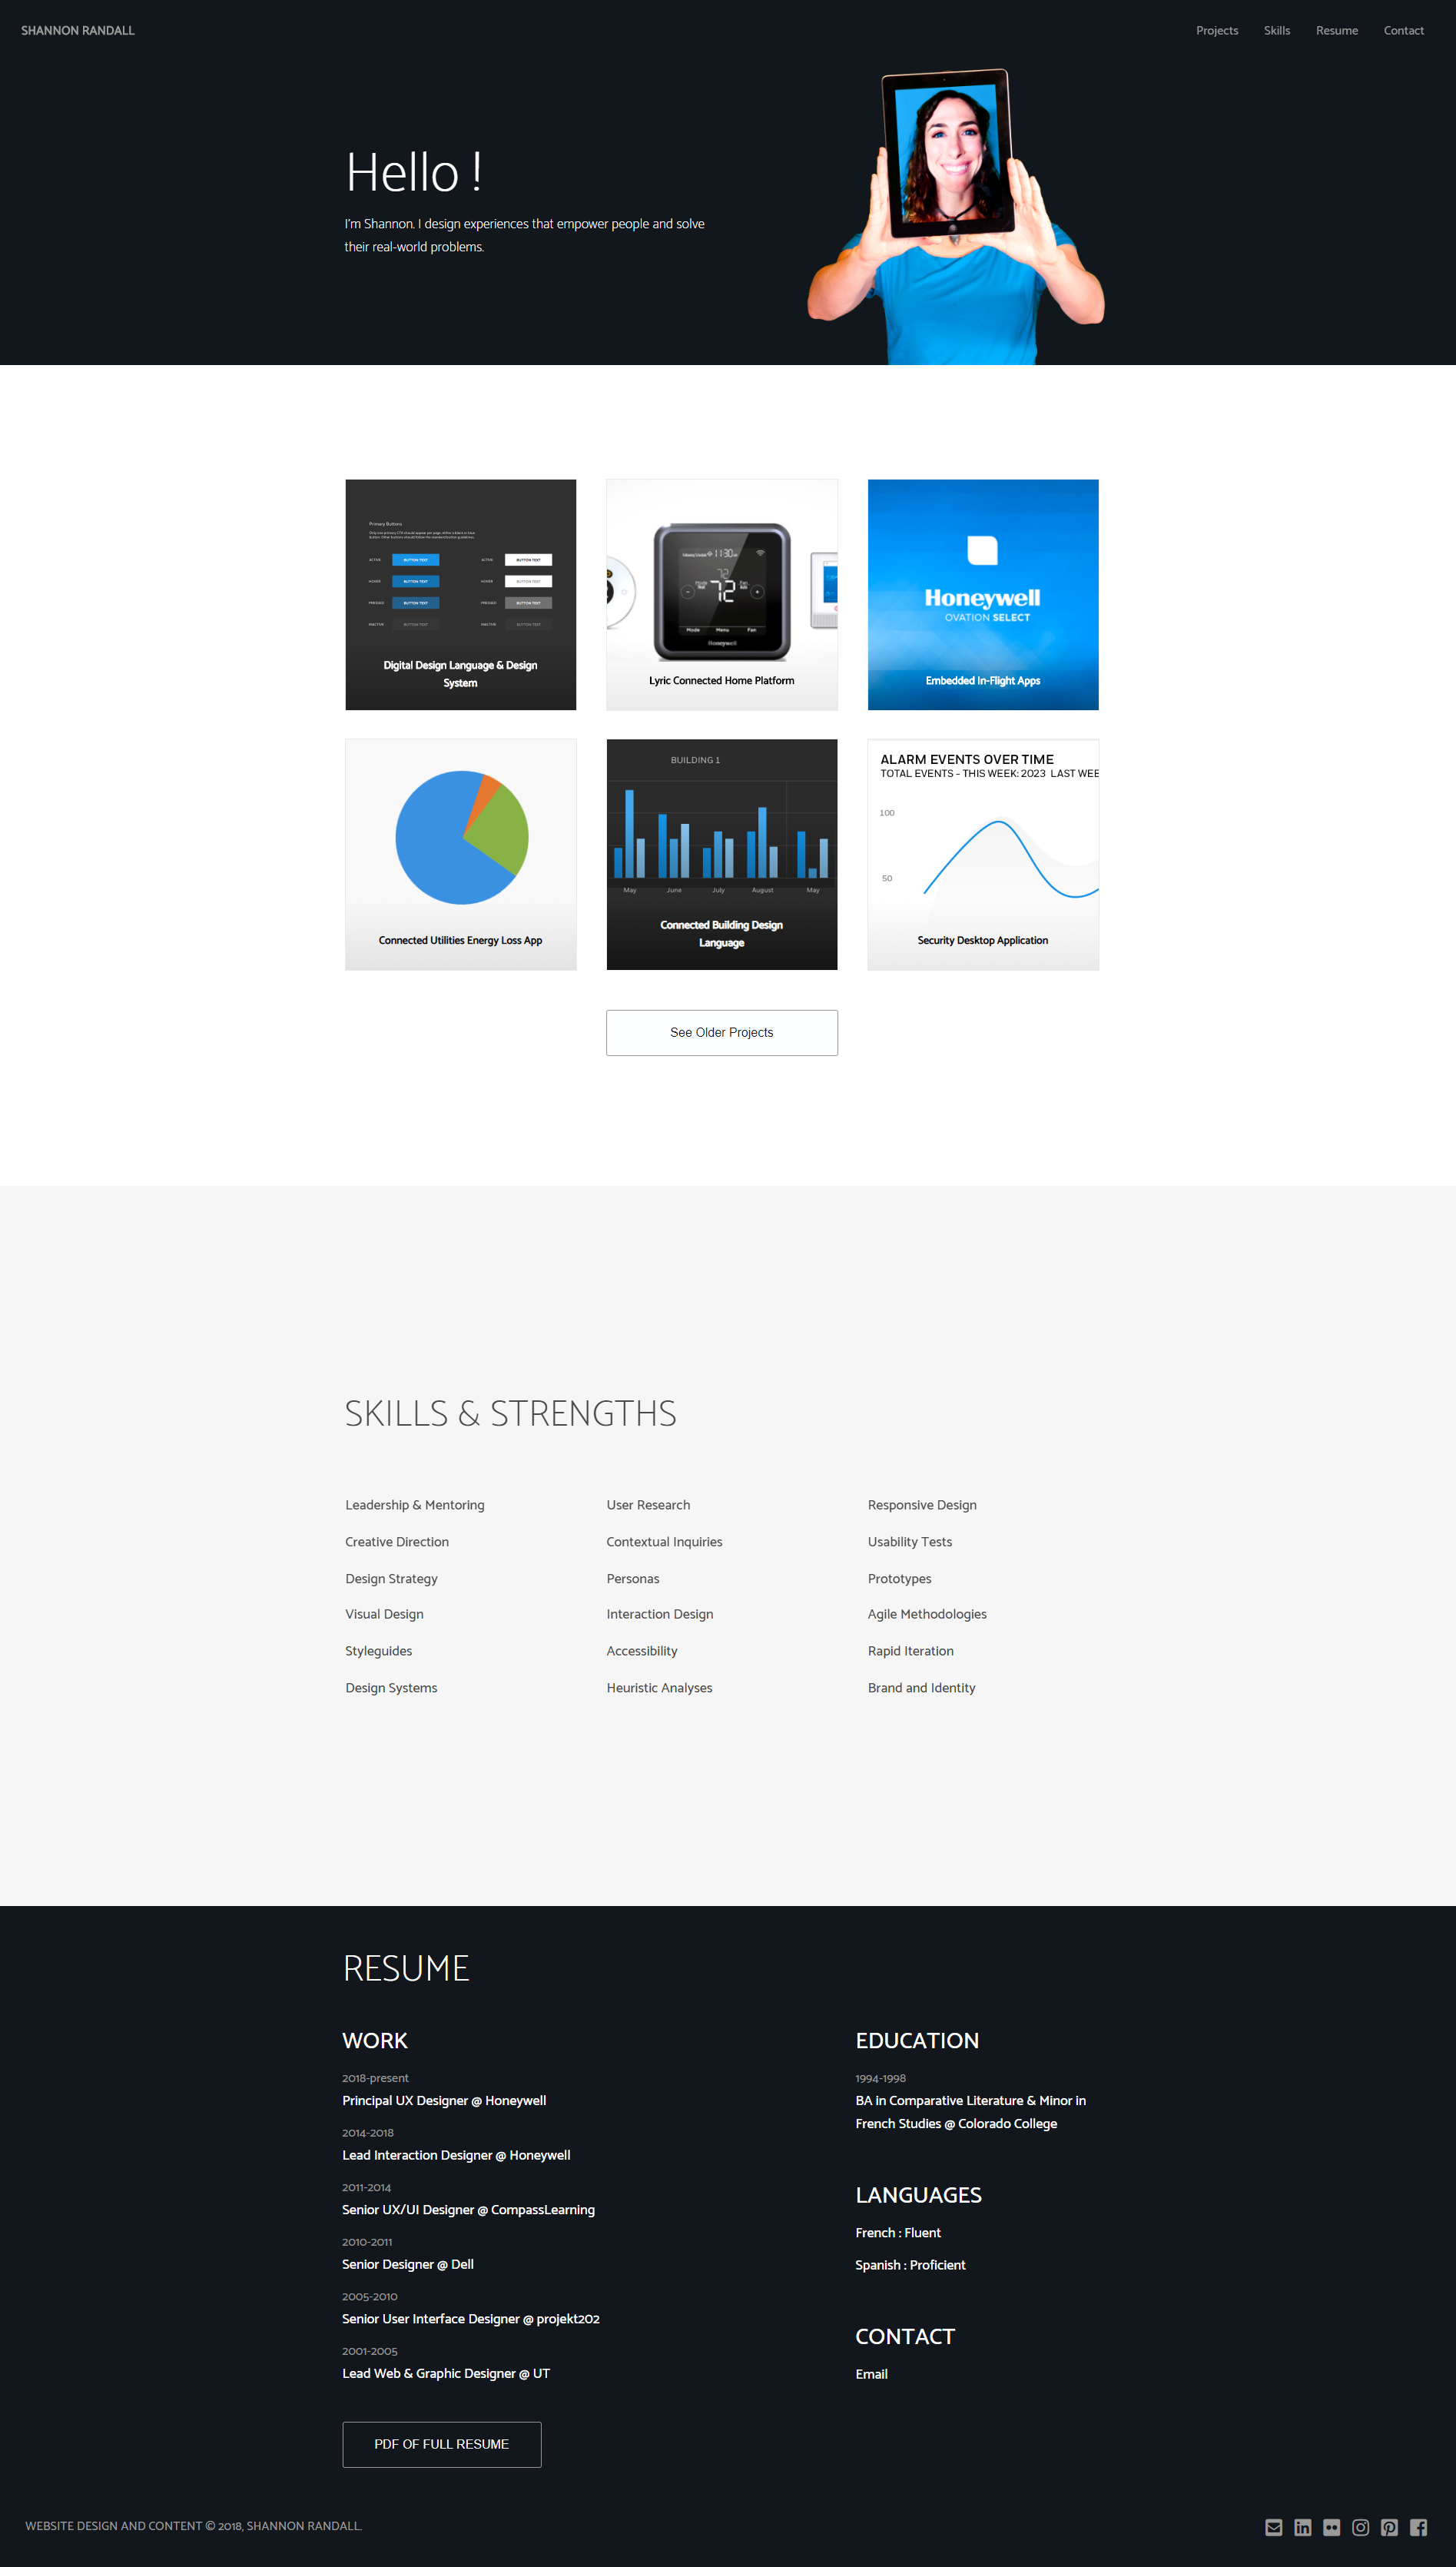 SHANNON RANDALL
Projects Skills Resume Contact
Hello !
I'm Shannon. I design experiences that empower people and solve
their real-world problems.
Primary Buttons
ACTIVE BUTTON TEXT ACTIVE BUTTON TEXT
HOVER BUTTON TEXT HOVER BUTTON TEXT
PRESSED BUTTON TEXT PRESSED BUTTON TEXT
INACTIVE BUTTON TEXT INACTIVE BUTTON TEXT
Digital Design Language & Design
System
11:30
72
72
Mode Menu Fan
Honeywell
Lyric Connected Home Platform
Honeywell
OVATION SELECT
Embedded In-Flight Apps
Connected Utilities Energy Loss App
BUILDING 1
May June July August May
Connected Building Design
Language
ALARM EVENTS OVER TIME
TOTAL EVENTS - THIS WEEK: 2023 LAST WEE
100
50
Security Desktop Application
See Older Projects
SKILLS & STRENGTHS
Leadership & Mentoring
Creative Direction
Design Strategy
Visual Design
Styleguides
Design Systems
User Research
Contextual Inquiries
Personas
Interaction Design
Accessibility
Heuristic Analyses
Responsive Design
Usability Tests
Prototypes
Agile Methodologies
Rapid Iteration
Brand and Identity
RESUME
WORK
2018-present
Principal UX Designer @ Honeywell
2014-2018
Lead Interaction Designer @ Honeywell
2011-2014
Senior UX/UI Designer @ CompassLearning
2010-2011
Senior Designer @ Dell
2005-2010
Senior User Interface Designer @ projekt202
2001-2005
Lead Web & Graphic Designer @ UT
PDF OF FULL RESUME
EDUCATION
1994-1998
BA in Comparative Literature & Minor in
French Studies @ Colorado College
LANGUAGES
French : Fluent
Spanish : Proficient
CONTACT
Email
WEBSITE DESIGN AND CONTENT © 2018, SHANNON RANDALL.